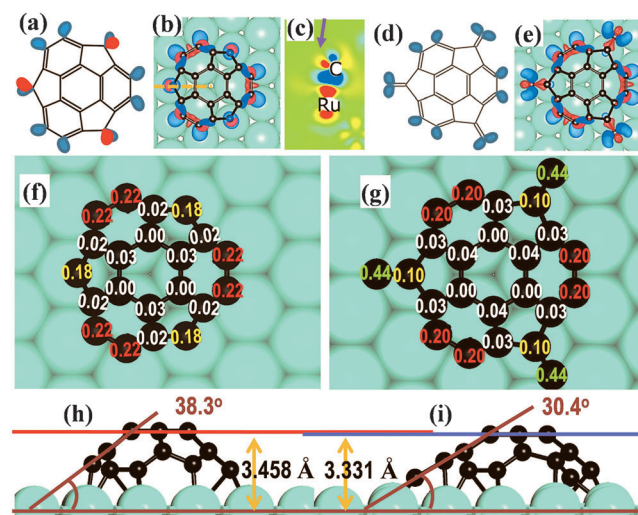 (a)
(b)
(c)
C
Ru
(d)
(e)
(f)
0.22
0.22 0.02 0.18
0.02 0.00 0.02
0.03 0.03 0.22
0.18
0.00 0.00 0.22
0.02 0.03 0.02
0.22 0.02 0.18
0.22
(g)
0.44
0.20 0.10
0.20 0.03
0.03 0.00 0.03
0.04 0.04 0.20
0.44 0.10
0.00 0.00 0.20
0.03 0.04 0.03
0.20 0.03 0.10
0.20
0.44
(h)
38.3°
3.458 Å
3.331 Å
(i)
30.4°